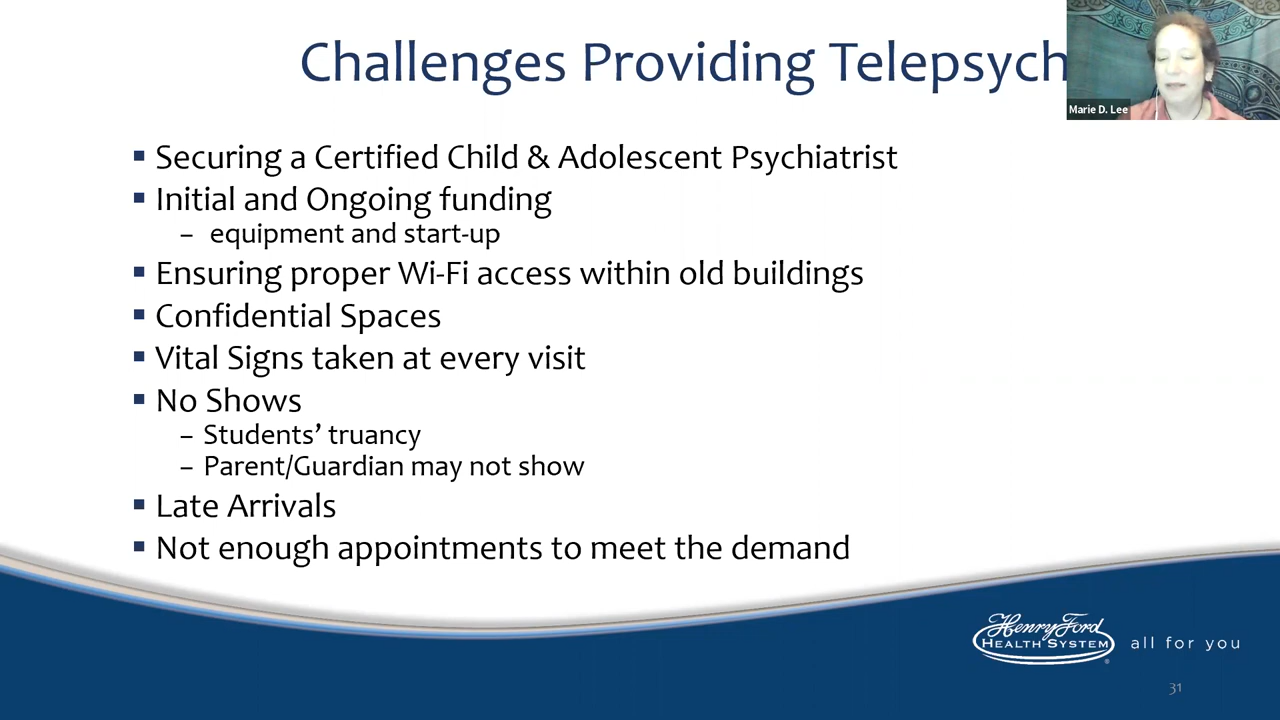 Challenges Providing Telepsych
Marie D. Lee
▪ Securing a Certified Child & Adolescent Psychiatrist
▪ Initial and Ongoing funding
– equipment and start-up
▪ Ensuring proper Wi-Fi access within old buildings
▪ Confidential Spaces
▪ Vital Signs taken at every visit
▪ No Shows
– Students’ truancy
– Parent/Guardian may not show
▪ Late Arrivals
▪ Not enough appointments to meet the demand
Henry Ford
HEALTH SYSTEM
®
all for you
31